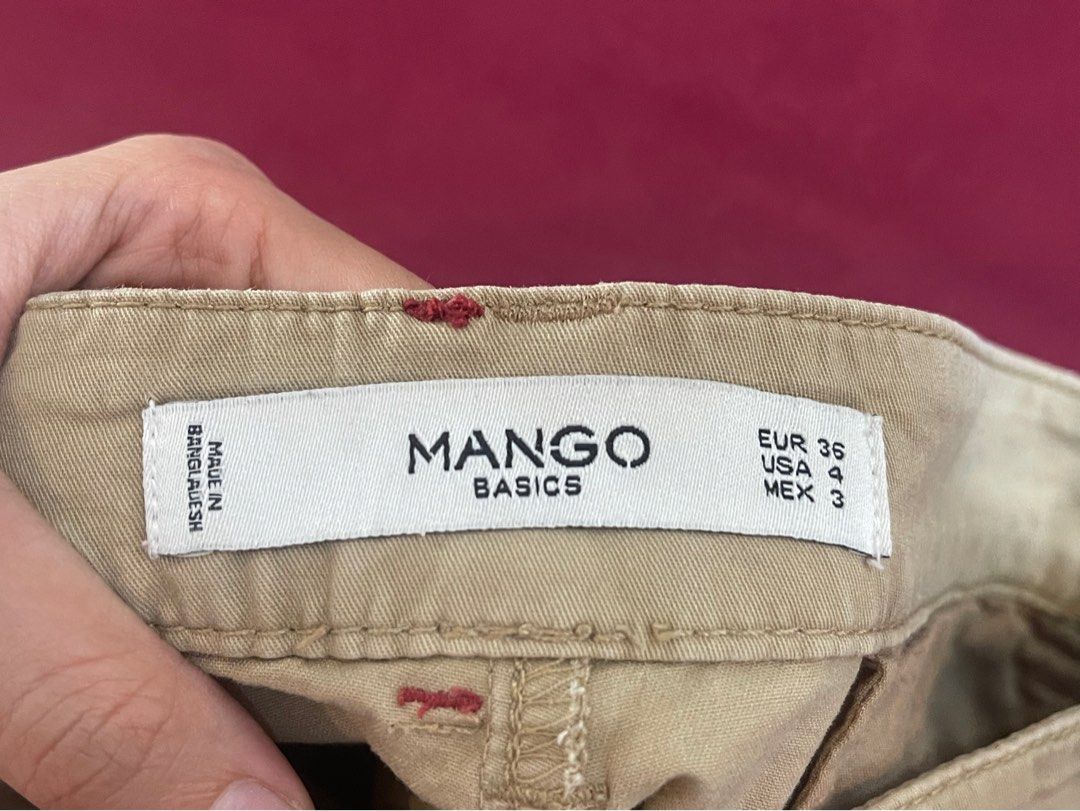 MADE IN
BANGLADESH
MANGO
BASICS
EUR 36
USA 4
MEX 3